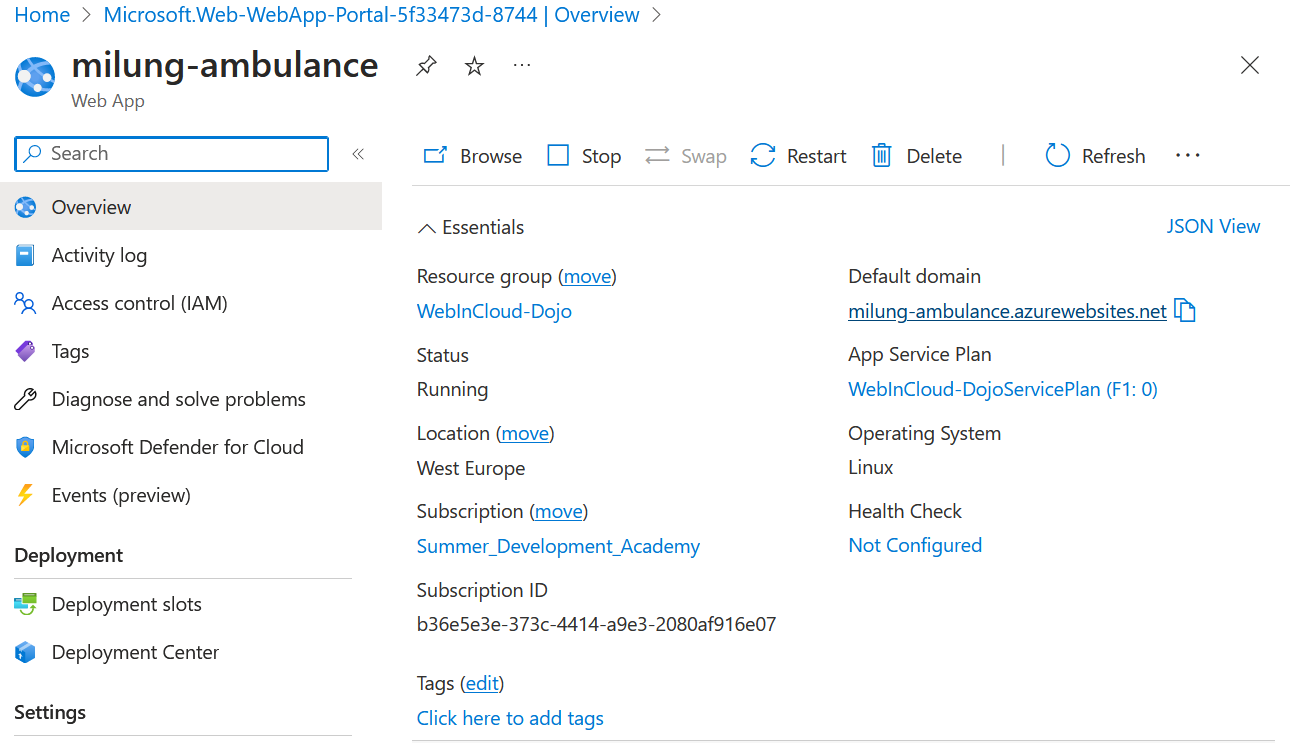 Home > Microsoft.Web-WebApp-Portal-5f33473d-8744 | Overview >
milung-ambulance
Web App
Search
Overview
Activity log
Access control (IAM)
Tags
Diagnose and solve problems
Microsoft Defender for Cloud
Events (preview)
Deployment
Deployment slots
Deployment Center
Settings
Browse Stop Swap Restart Delete | Refresh ...
Essentials
JSON View
Resource group (move)
WebInCloud-Dojo
Status
Running
Location (move)
West Europe
Subscription (move)
Summer_Development_Academy
Subscription ID
b36e5e3e-373c-4414-a9e3-2080af916e07
Default domain
milung-ambulance.azurewebsites.net
App Service Plan
WebInCloud-DojoServicePlan (F1: 0)
Operating System
Linux
Health Check
Not Configured
Tags (edit)
Click here to add tags